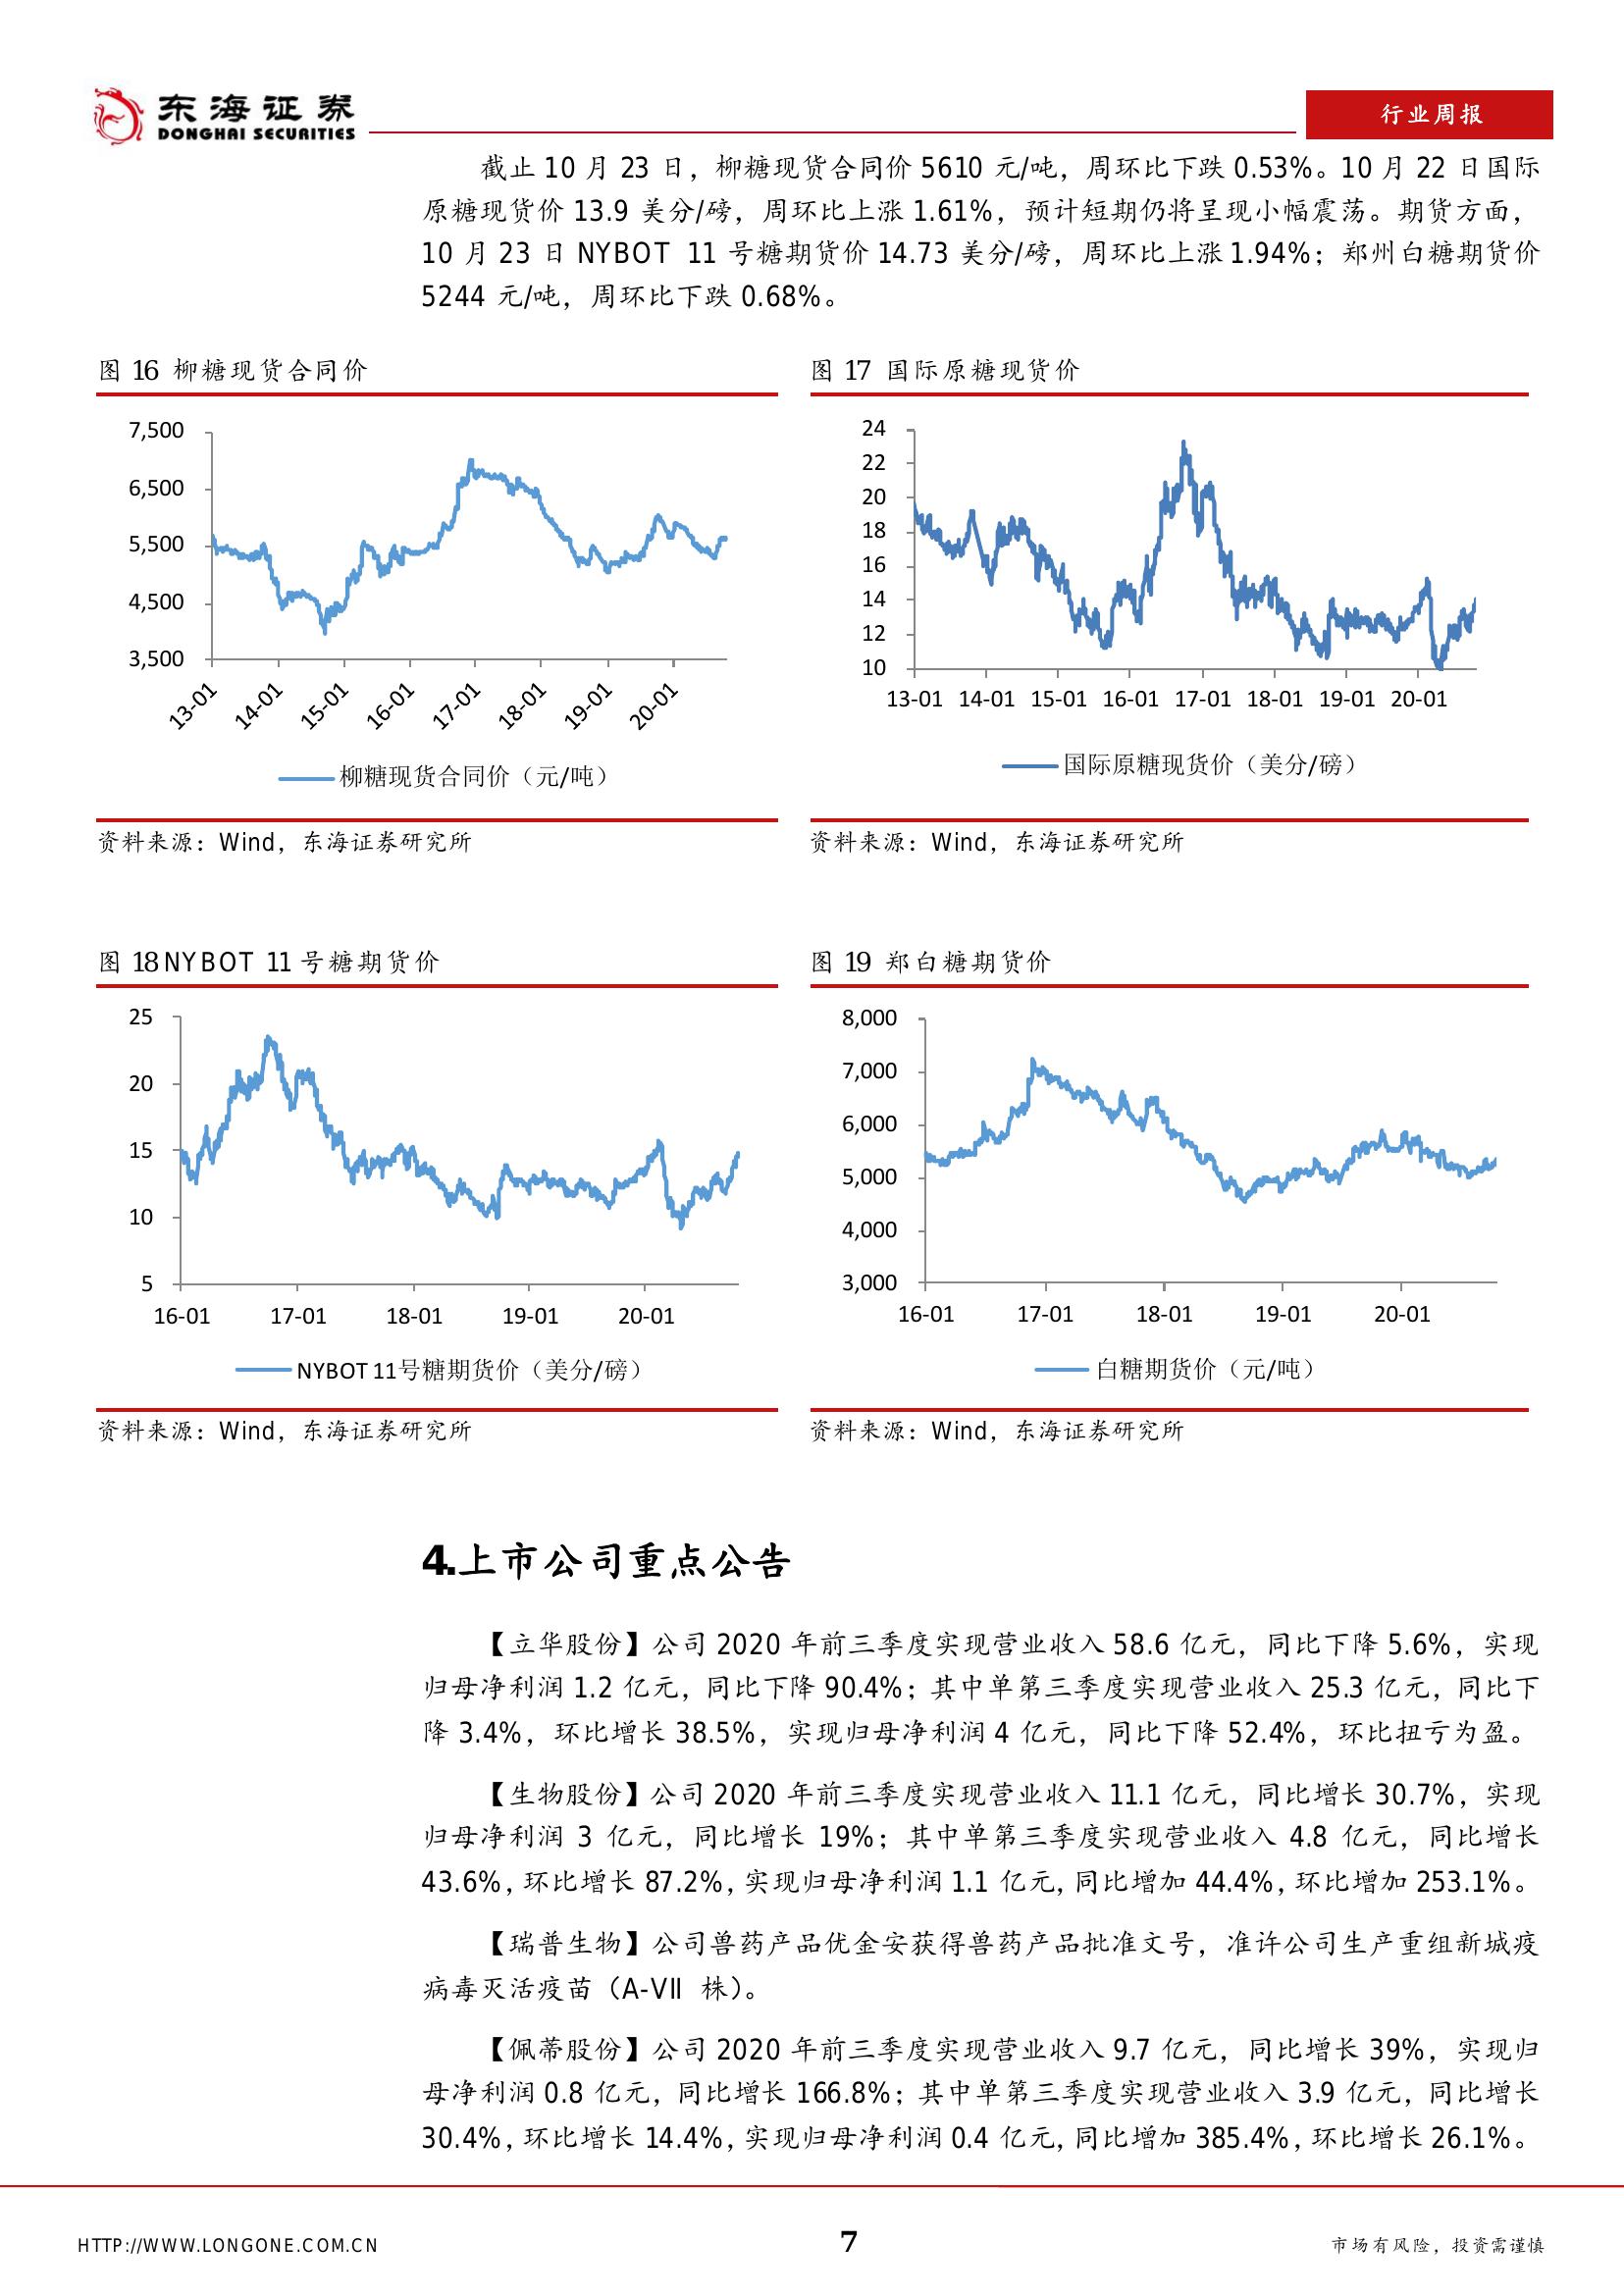 东海证券
DONGHAI SECURITIES
行业周报
截止 10 月 23 日，柳糖现货合同价 5610 元/吨，周环比下跌 0.53%。10 月 22 日国际
原糖现货价 13.9 美分/磅，周环比上涨 1.61%，预计短期仍将呈现小幅震荡。期货方面，
10 月 23 日 NYBOT 11 号糖期货价 14.73 美分/磅，周环比上涨 1.94%；郑州白糖期货价
5244 元/吨，周环比下跌 0.68%。
图 16 柳糖现货合同价
7,500
6,500
5,500
4,500
3,500
13-01 14-01 15-01 16-01 17-01 18-01 19-01 20-01
柳糖现货合同价（元/吨）
资料来源：Wind，东海证券研究所
图 17 国际原糖现货价
24
22
20
18
16
14
12
10
13-01 14-01 15-01 16-01 17-01 18-01 19-01 20-01
国际原糖现货价（美分/磅）
资料来源：Wind，东海证券研究所
图 18 NYBOT 11 号糖期货价
25
20
15
10
5
16-01 17-01 18-01 19-01 20-01
NYBOT 11号糖期货价（美分/磅）
资料来源：Wind，东海证券研究所
图 19 郑白糖期货价
8,000
7,000
6,000
5,000
4,000
3,000
16-01 17-01 18-01 19-01 20-01
白糖期货价（元/吨）
资料来源：Wind，东海证券研究所
4.上市公司重点公告
【立华股份】公司 2020 年前三季度实现营业收入 58.6 亿元，同比下降 5.6%，实现
归母净利润 1.2 亿元，同比下降 90.4%；其中单第三季度实现营业收入 25.3 亿元，同比下
降 3.4%，环比增长 38.5%，实现归母净利润 4 亿元，同比下降 52.4%，环比扭亏为盈。
【生物股份】公司 2020 年前三季度实现营业收入 11.1 亿元，同比增长 30.7%，实现
归母净利润 3 亿元，同比增长 19%；其中单第三季度实现营业收入 4.8 亿元，同比增长
43.6%，环比增长 87.2%，实现归母净利润 1.1 亿元，同比增加 44.4%，环比增加 253.1%。
【瑞普生物】公司兽药产品优金安获得兽药产品批准文号，准许公司生产重组新城疫
病毒灭活疫苗（A-VII 株）。
【佩蒂股份】公司 2020 年前三季度实现营业收入 9.7 亿元，同比增长 39%，实现归
母净利润 0.8 亿元，同比增长 166.8%；其中单第三季度实现营业收入 3.9 亿元，同比增长
30.4%，环比增长 14.4%，实现归母净利润 0.4 亿元，同比增加 385.4%，环比增长 26.1%。
HTTP://WWW.LONGONE.COM.CN
7
市场有风险，投资需谨慎